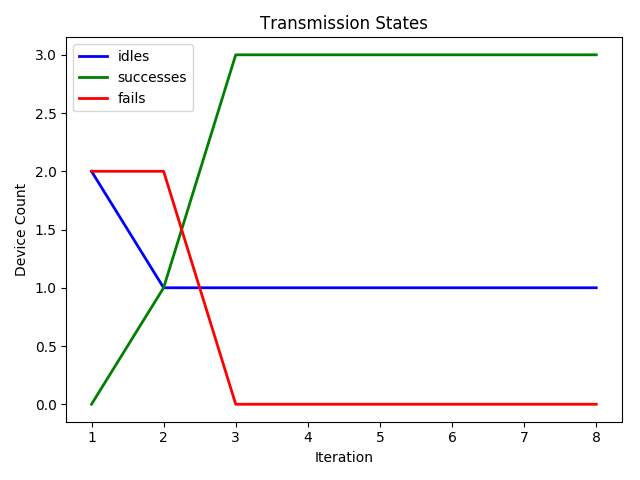 Transmission States
idles
successes
fails
3.0
2.5
2.0
1.5
1.0
0.5
0.0
Device Count
1 2 3 4 5 6 7 8
Iteration